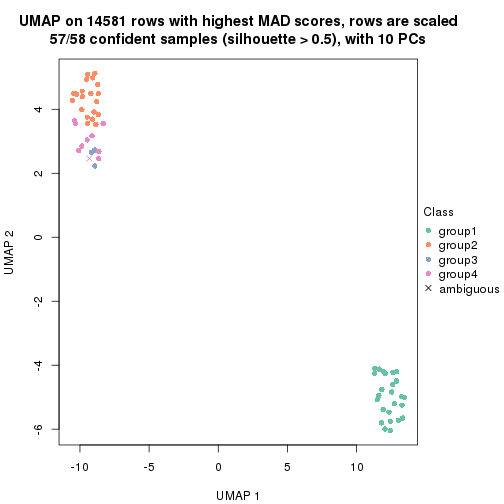 UMAP on 14581 rows with highest MAD scores, rows are scaled
57/58 confident samples (silhouette > 0.5), with 10 PCs
4
2
0
-2
-4
-6
UMAP 2
-10
-5
0
5
10
UMAP 1
Class
group1
group2
group3
group4
ambiguous